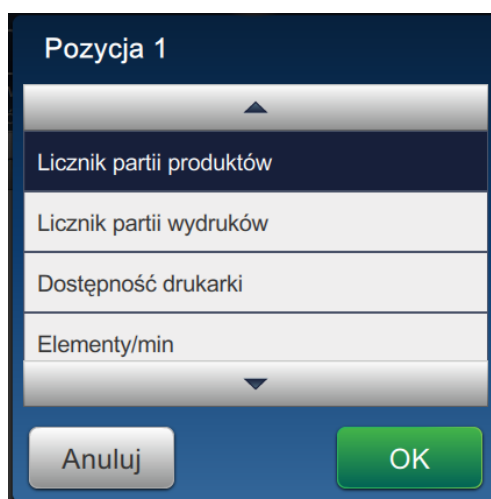 Pozycja 1
Licznik partii produktów
Licznik partii wydruków
Dostępność drukarki
Elementy/min
Anuluj
OK